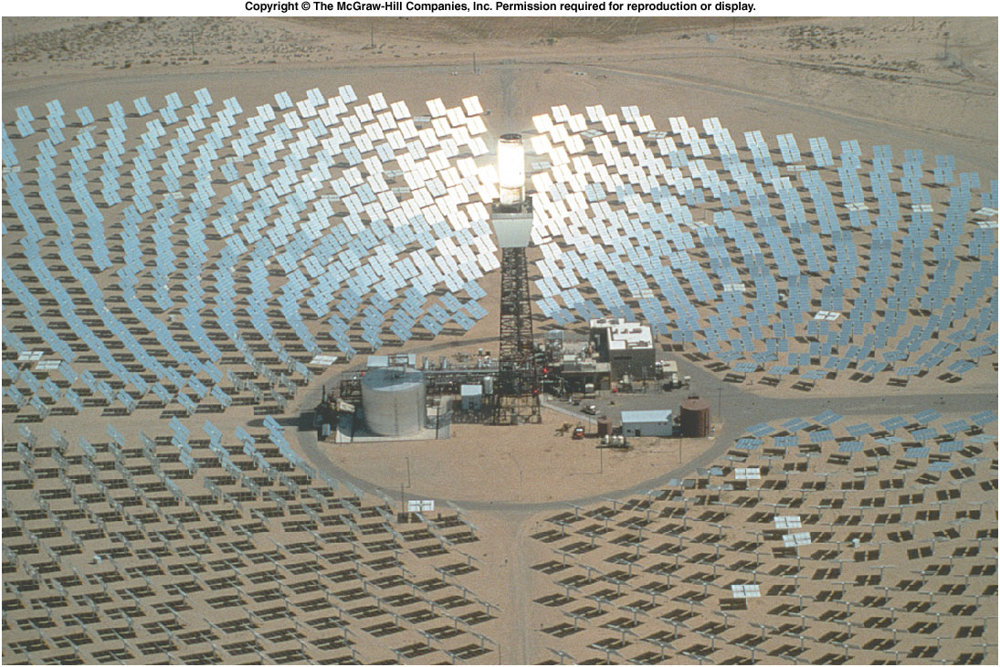 Copyright © The McGraw-Hill Companies, Inc. Permission required for reproduction or display.